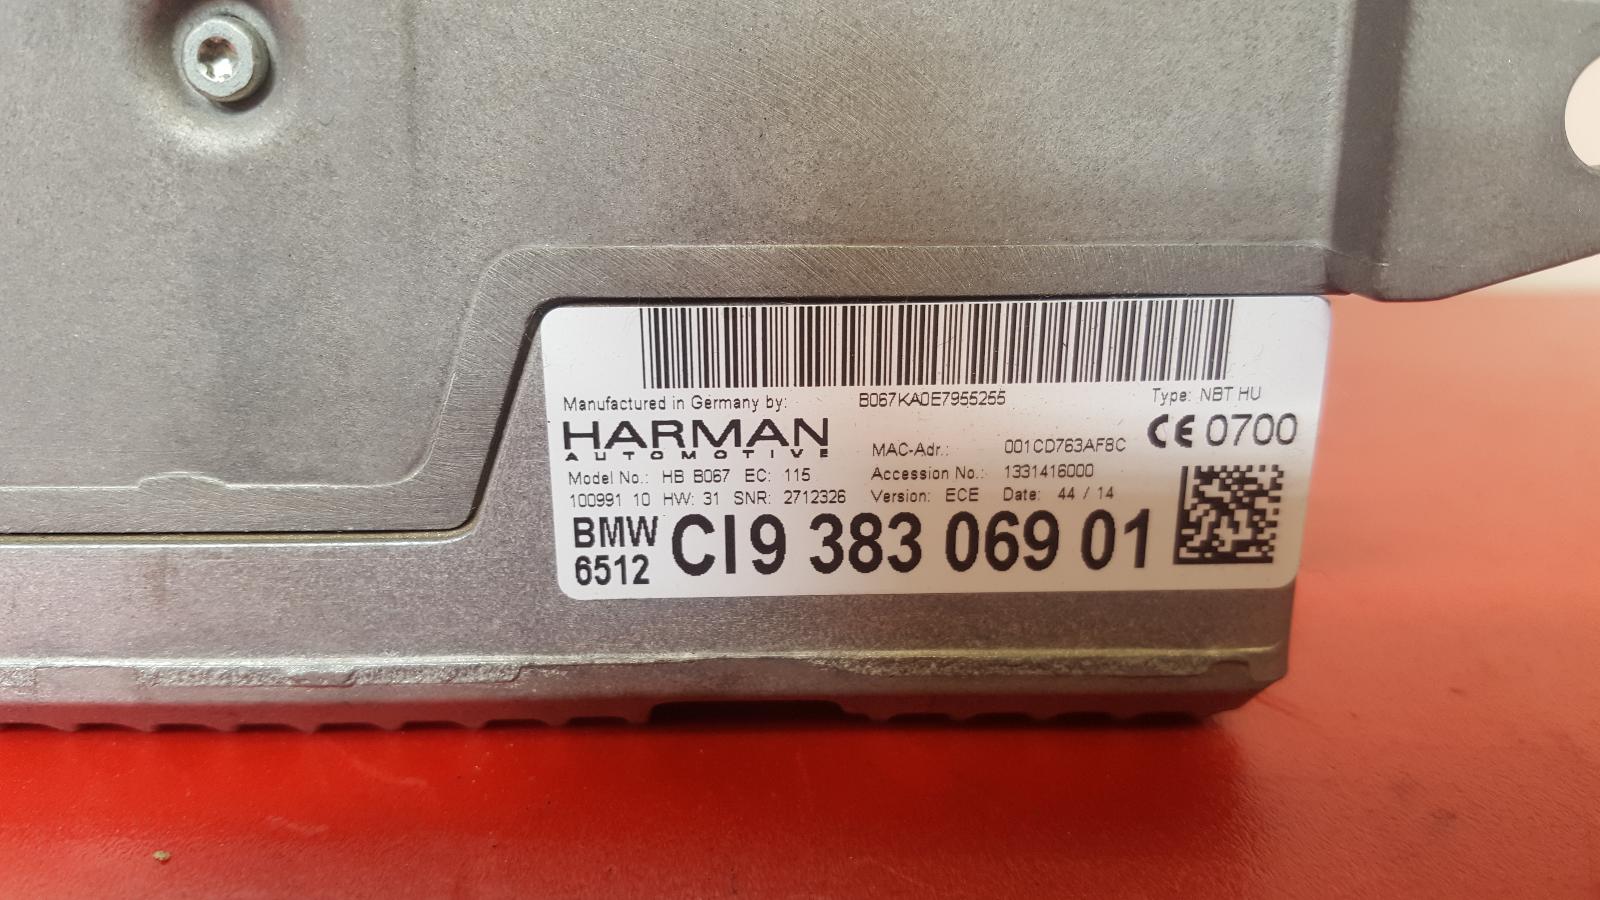 Manufactured in Germany by: B067KA0E7955255 Type: NBT HU
HARMAN
AUTOMOTIVE
MAC-Adr.: 001CD763AF8C CE 0700
Model No.: HB B067 EC: 115 Accession No.: 1331416000
100991 10 HW: 31 SNR: 2712326 Version: ECE Date: 44 / 14
BMW
6512
CI9 383 069 01